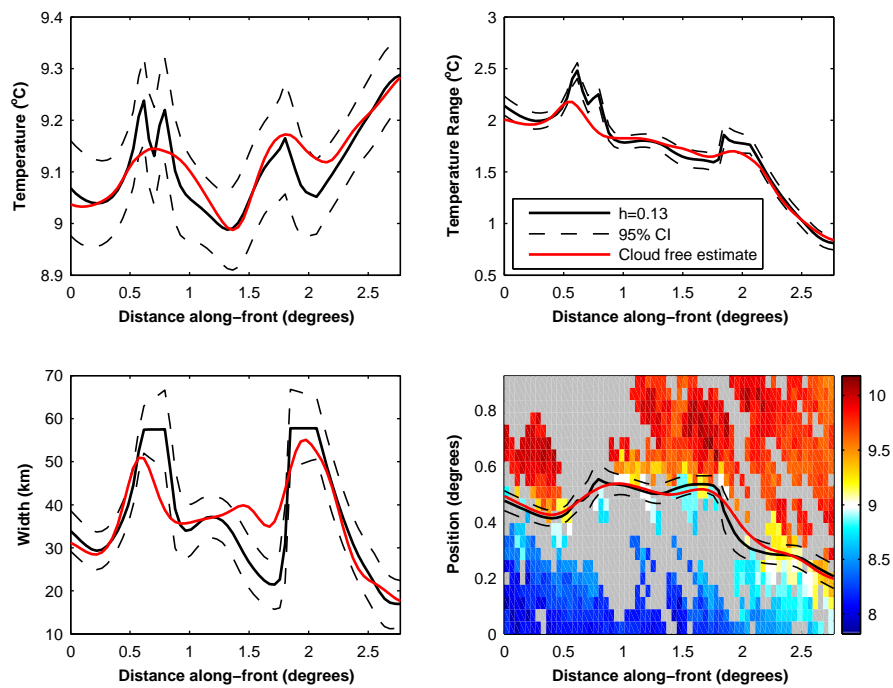 9.4
9.3
9.2
9.1
9
8.9
0 0.5 1 1.5 2 2.5
Temperature (°C)
Distance along−front (degrees)
3
2.5
2
1.5
1
0.5
0 0.5 1 1.5 2 2.5
Temperature Range (°C)
Distance along−front (degrees)
h=0.13
95% CI
Cloud free estimate
70
60
50
40
30
20
10
0 0.5 1 1.5 2 2.5
Width (km)
Distance along−front (degrees)
0.8
0.6
0.4
0.2
0
0 0.5 1 1.5 2 2.5
Position (degrees)
Distance along−front (degrees)
10
9.5
9
8.5
8